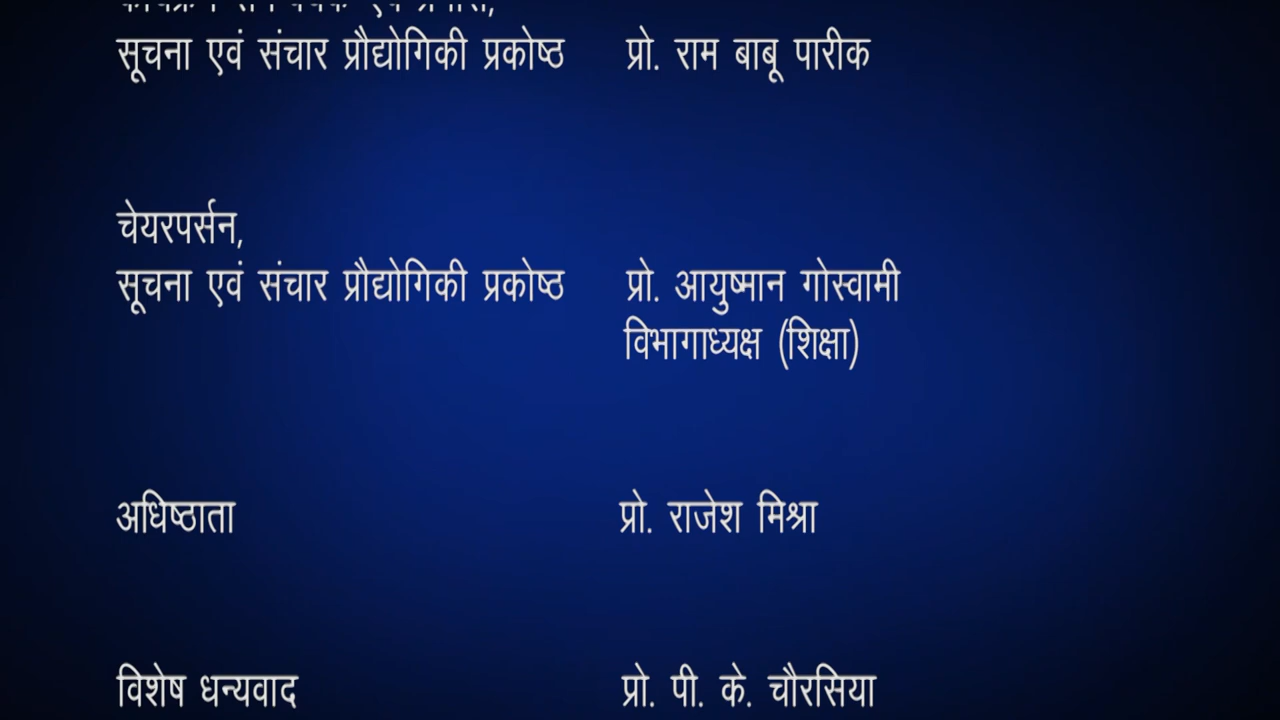 सूचना एवं संचार प्रौद्योगिकी प्रकोष्ठ प्रो. राम बाबू पारीक
चेयरपर्सन,
सूचना एवं संचार प्रौद्योगिकी प्रकोष्ठ प्रो. आयुष्मान गोस्वामी
विभागाध्यक्ष (शिक्षा)
अधिष्ठाता प्रो. राजेश मिश्रा
विशेष धन्यवाद प्रो. पी. के. चौरसिया